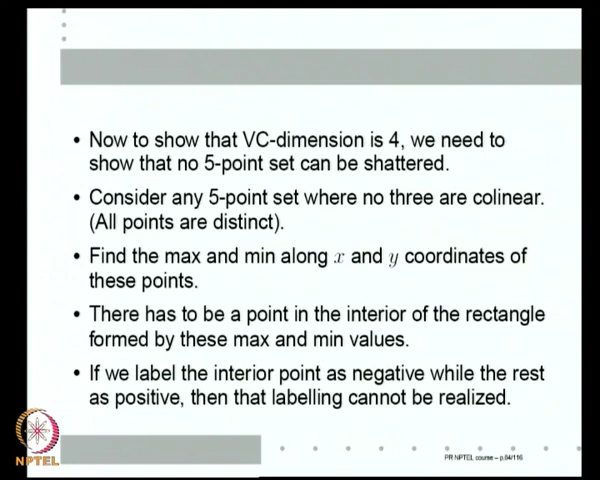 • Now to show that VC-dimension is 4, we need to
show that no 5-point set can be shattered.
• Consider any 5-point set where no three are colinear.
(All points are distinct).
• Find the max and min along x and y coordinates of
these points.
• There has to be a point in the interior of the rectangle
formed by these max and min values.
• If we label the interior point as negative while the rest
as positive, then that labelling cannot be realized.
NPTEL
PR NPTEL course – p.94/116